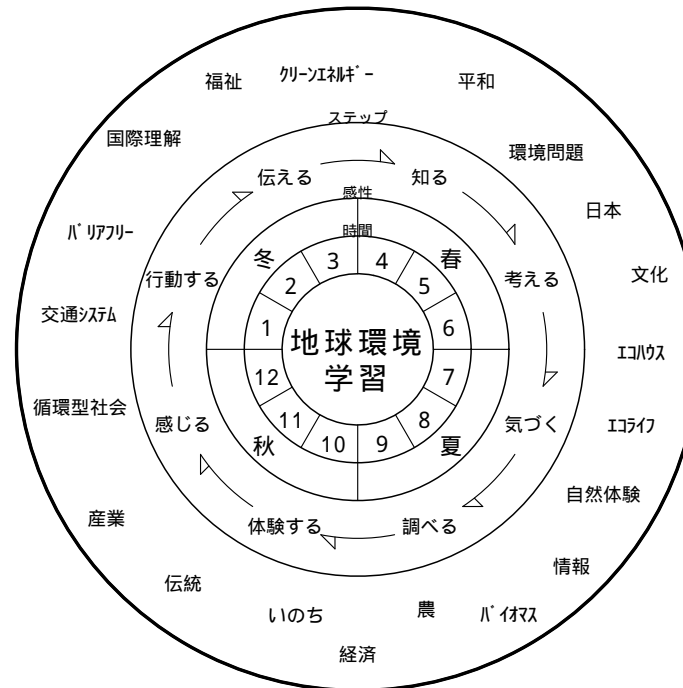 福祉
クリーンエネルギー
平和
国際理解
ステップ
環境問題
伝える
知る
感性
日本
バリアフリー
時間
冬
春
3
4
文化
行動する
考える
2
5
交通システム
1
6
地球環境
学習
エコハウス
12
7
循環型社会
感じる
11
8
気づく
エコライフ
秋
10
9
夏
自然体験
産業
体験する
調べる
情報
伝統
いのち
農
バイオマス
経済